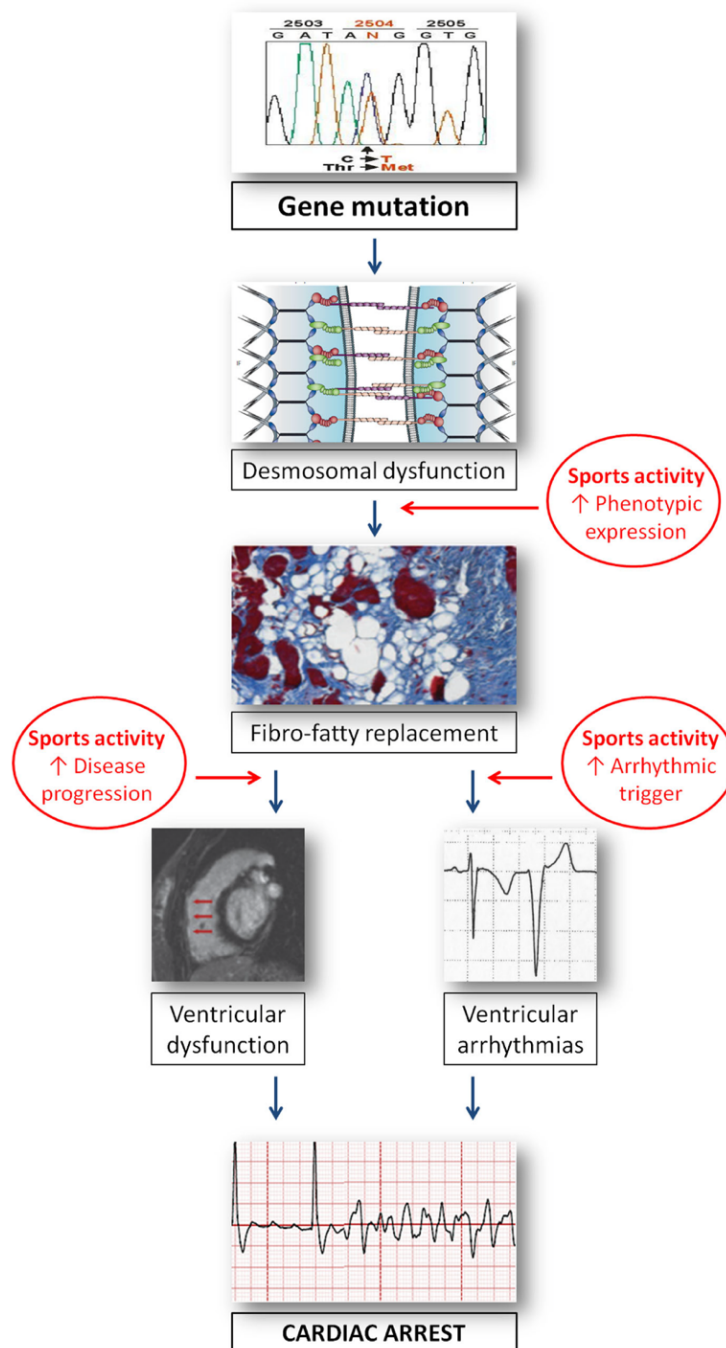 2503 2504 2505
G A T A N G G T G
C → T
Thr → Met
Gene mutation
Desmosomal dysfunction
Sports activity
↑ Phenotypic
expression
Fibro-fatty replacement
Sports activity
↑ Disease
progression
Sports activity
↑ Arrhythmic
trigger
Ventricular
dysfunction
Ventricular
arrhythmias
CARDIAC ARREST